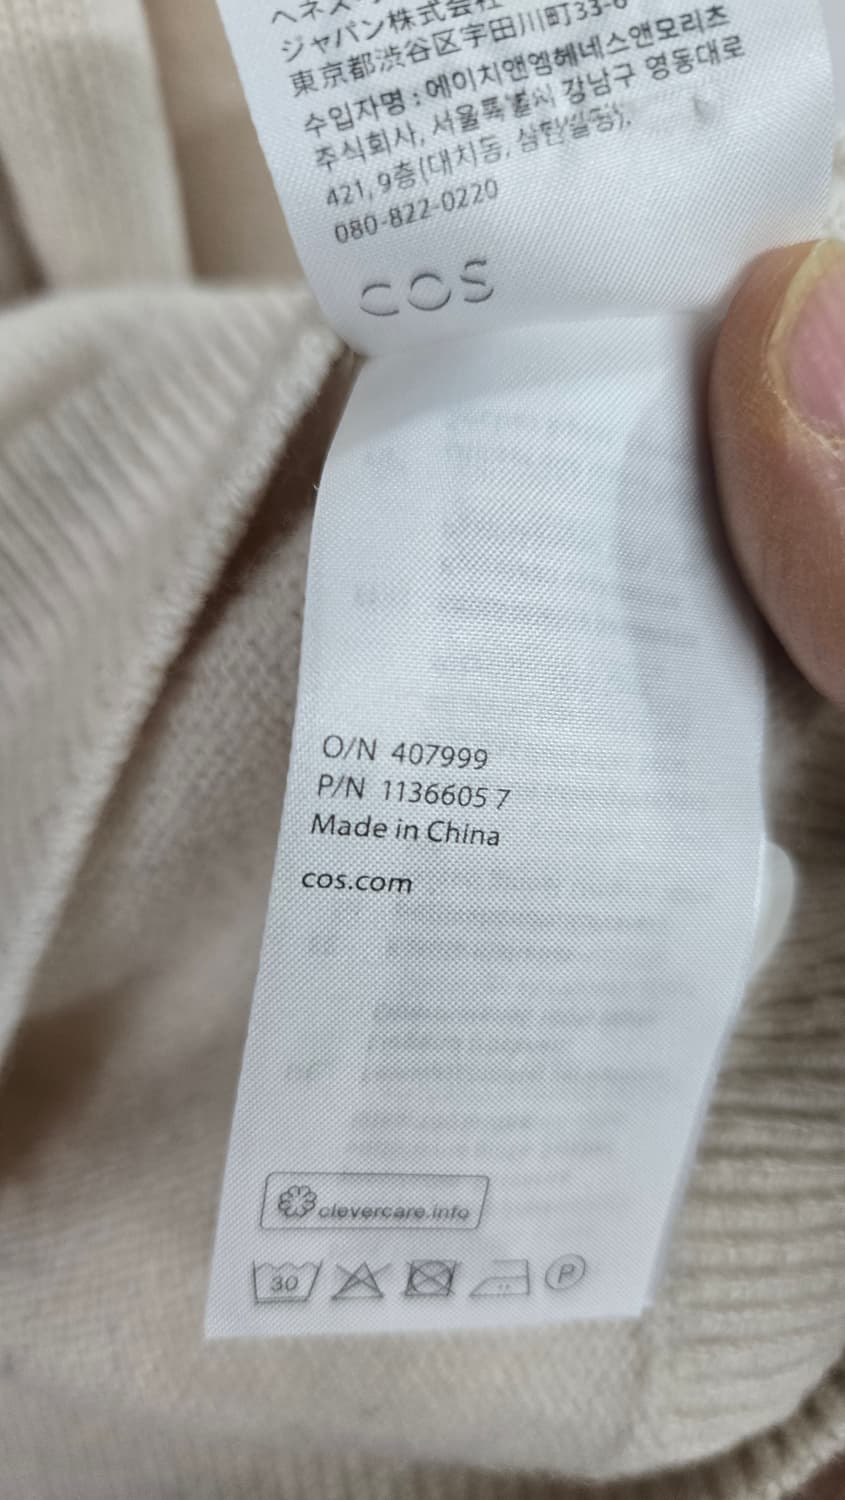 ジャパン株式会社
東京都渋谷区宇田川町33-6
수입자명 : 에이치앤엠헤네스앤모리츠
주식회사, 서울특별시 강남구 영동대로
421, 9층(대치동, 삼탄빌딩).
080-822-0220
COS
O/N 407999
P/N 1136605 7
Made in China
cos.com
clevercare.info
30
P